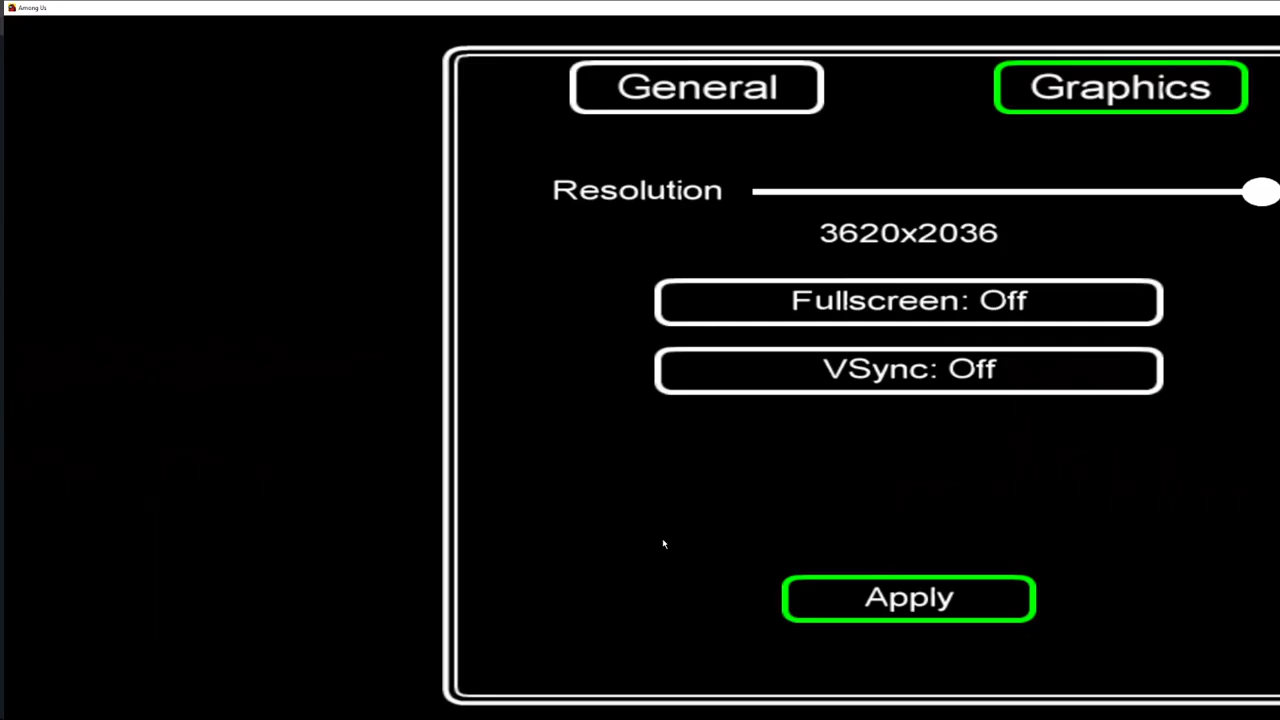 Among Us
General
Graphics
Resolution
3620x2036
Fullscreen: Off
VSync: Off
Apply